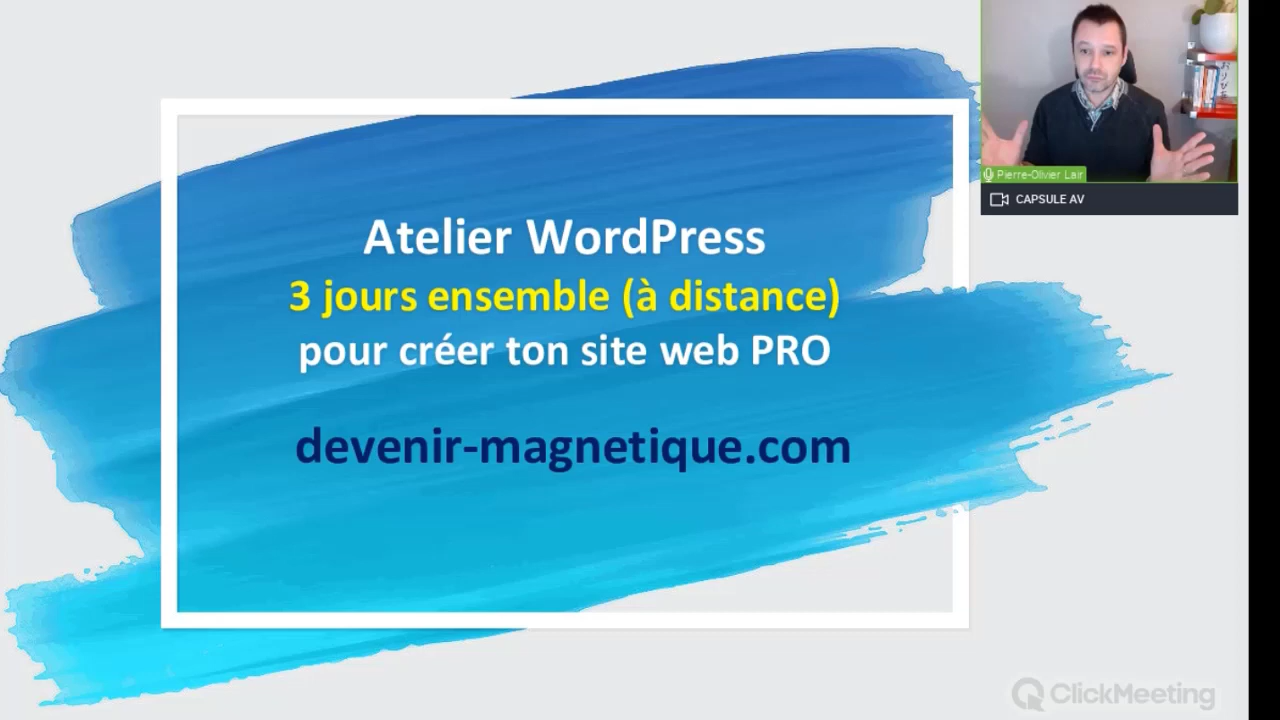 Atelier WordPress
3 jours ensemble (à distance)
pour créer ton site web PRO
devenir-magnetique.com
Pierre-Olivier Lair
CAPSULE AV
ClickMeeting